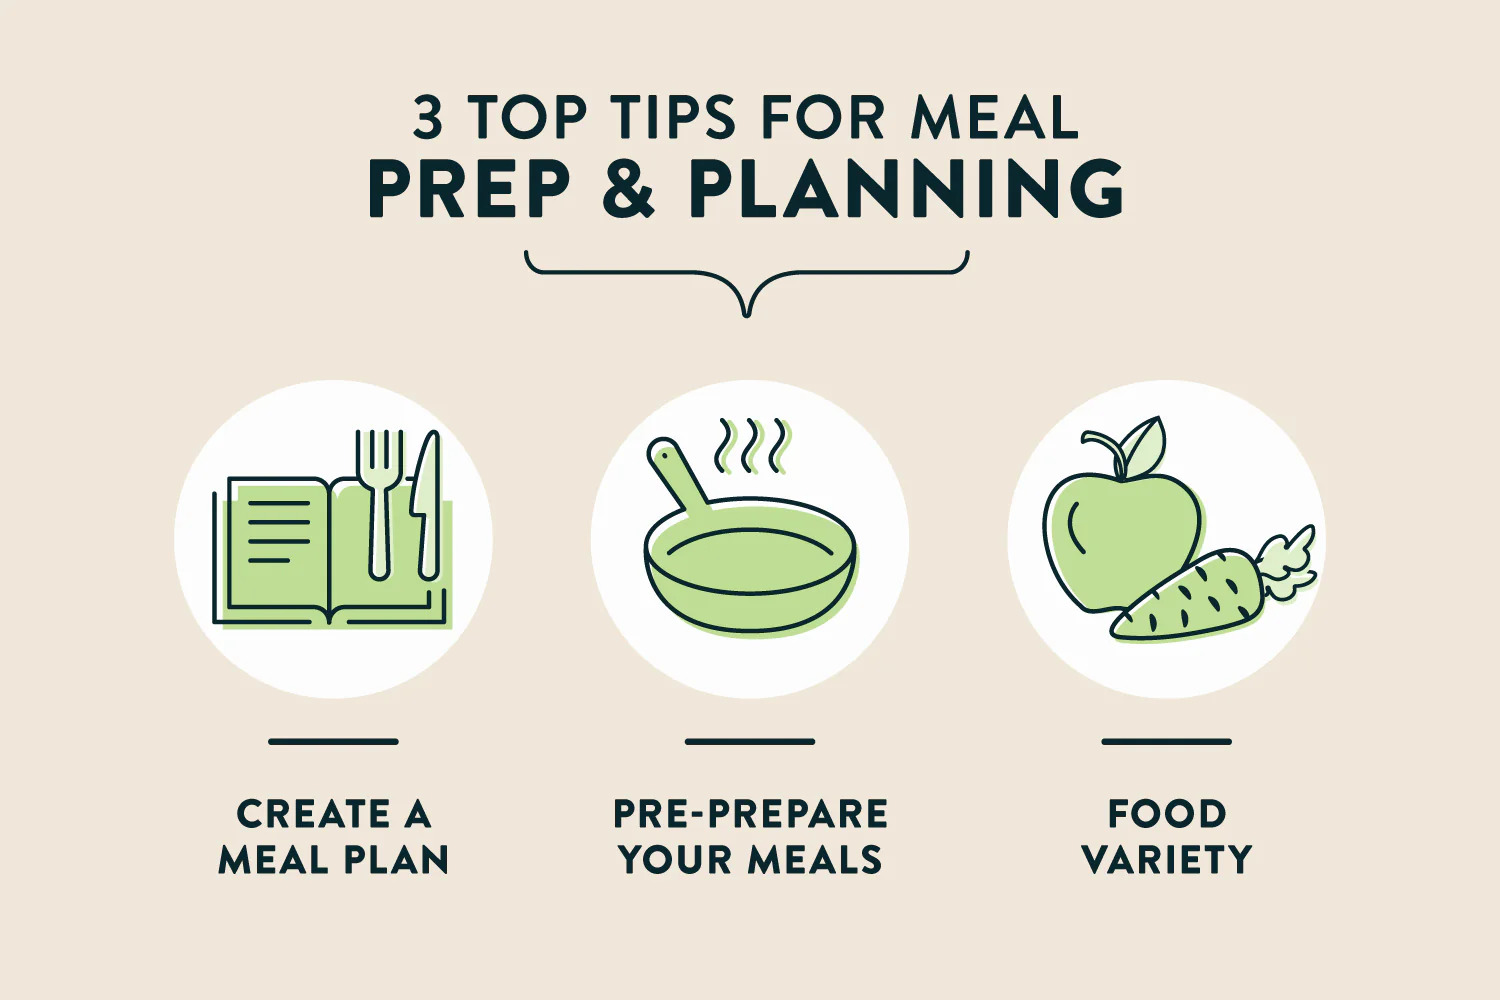 3 TOP TIPS FOR MEAL
PREP & PLANNING
CREATE A
MEAL PLAN
PRE-PREPARE
YOUR MEALS
FOOD
VARIETY